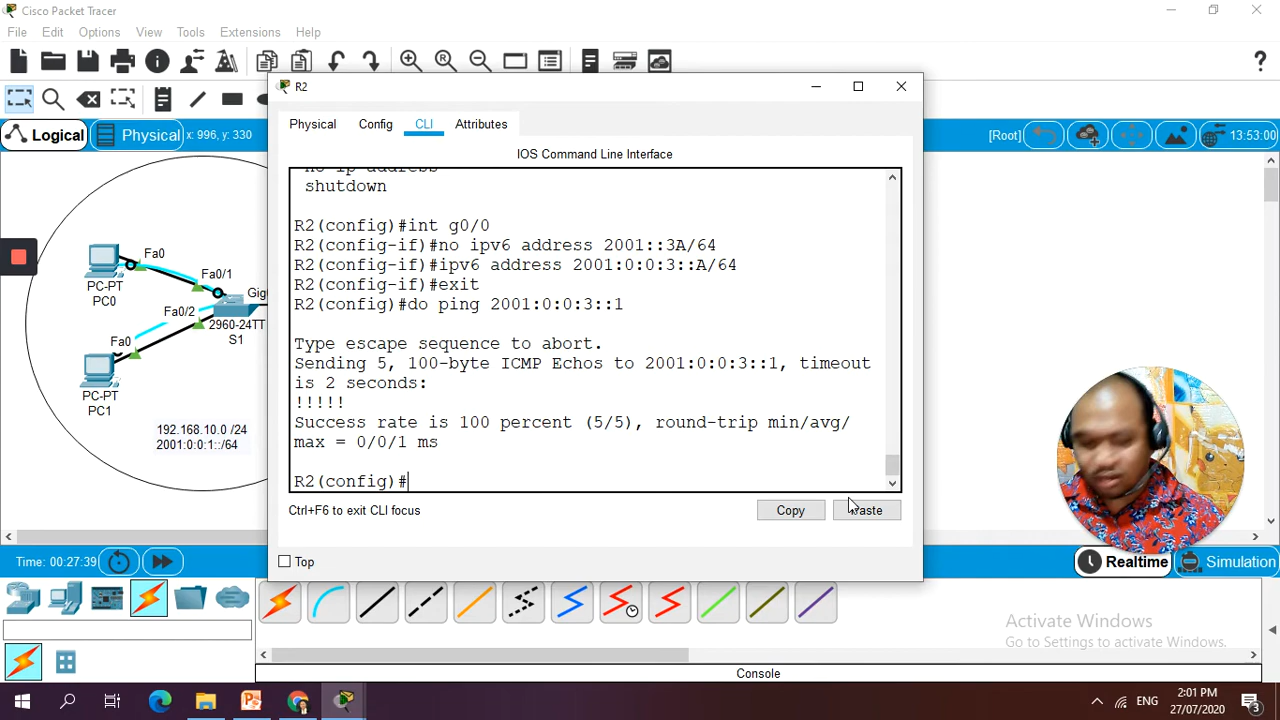 Cisco Packet Tracer
File Edit Options View Tools Extensions Help
R2
Logical
Physical
x: 996, y: 330
[Root]
13:53:00
Physical Config CLI Attributes
IOS Command Line Interface
shutdown
R2(config)#int g0/0
R2(config-if)#no ipv6 address 2001::3A/64
R2(config-if)#ipv6 address 2001:0:0:3::A/64
R2(config-if)#exit
R2(config)#do ping 2001:0:0:3::1
Type escape sequence to abort.
Sending 5, 100-byte ICMP Echos to 2001:0:0:3::1, timeout
is 2 seconds:
!!!!!
Success rate is 100 percent (5/5), round-trip min/avg/
max = 0/0/1 ms
R2(config)#
Ctrl+F6 to exit CLI focus
Copy
Paste
Top
Fa0
PC-PT
PC0
Fa0/1
Gig
Fa0/2
2960-24TT
S1
Fa0
PC-PT
PC1
192.168.10.0 /24
2001:0:0:1::/64
Time: 00:27:39
Realtime
Simulation
Activate Windows
Go to Settings to activate Windows.
Console
ENG
2:01 PM
27/07/2020
3